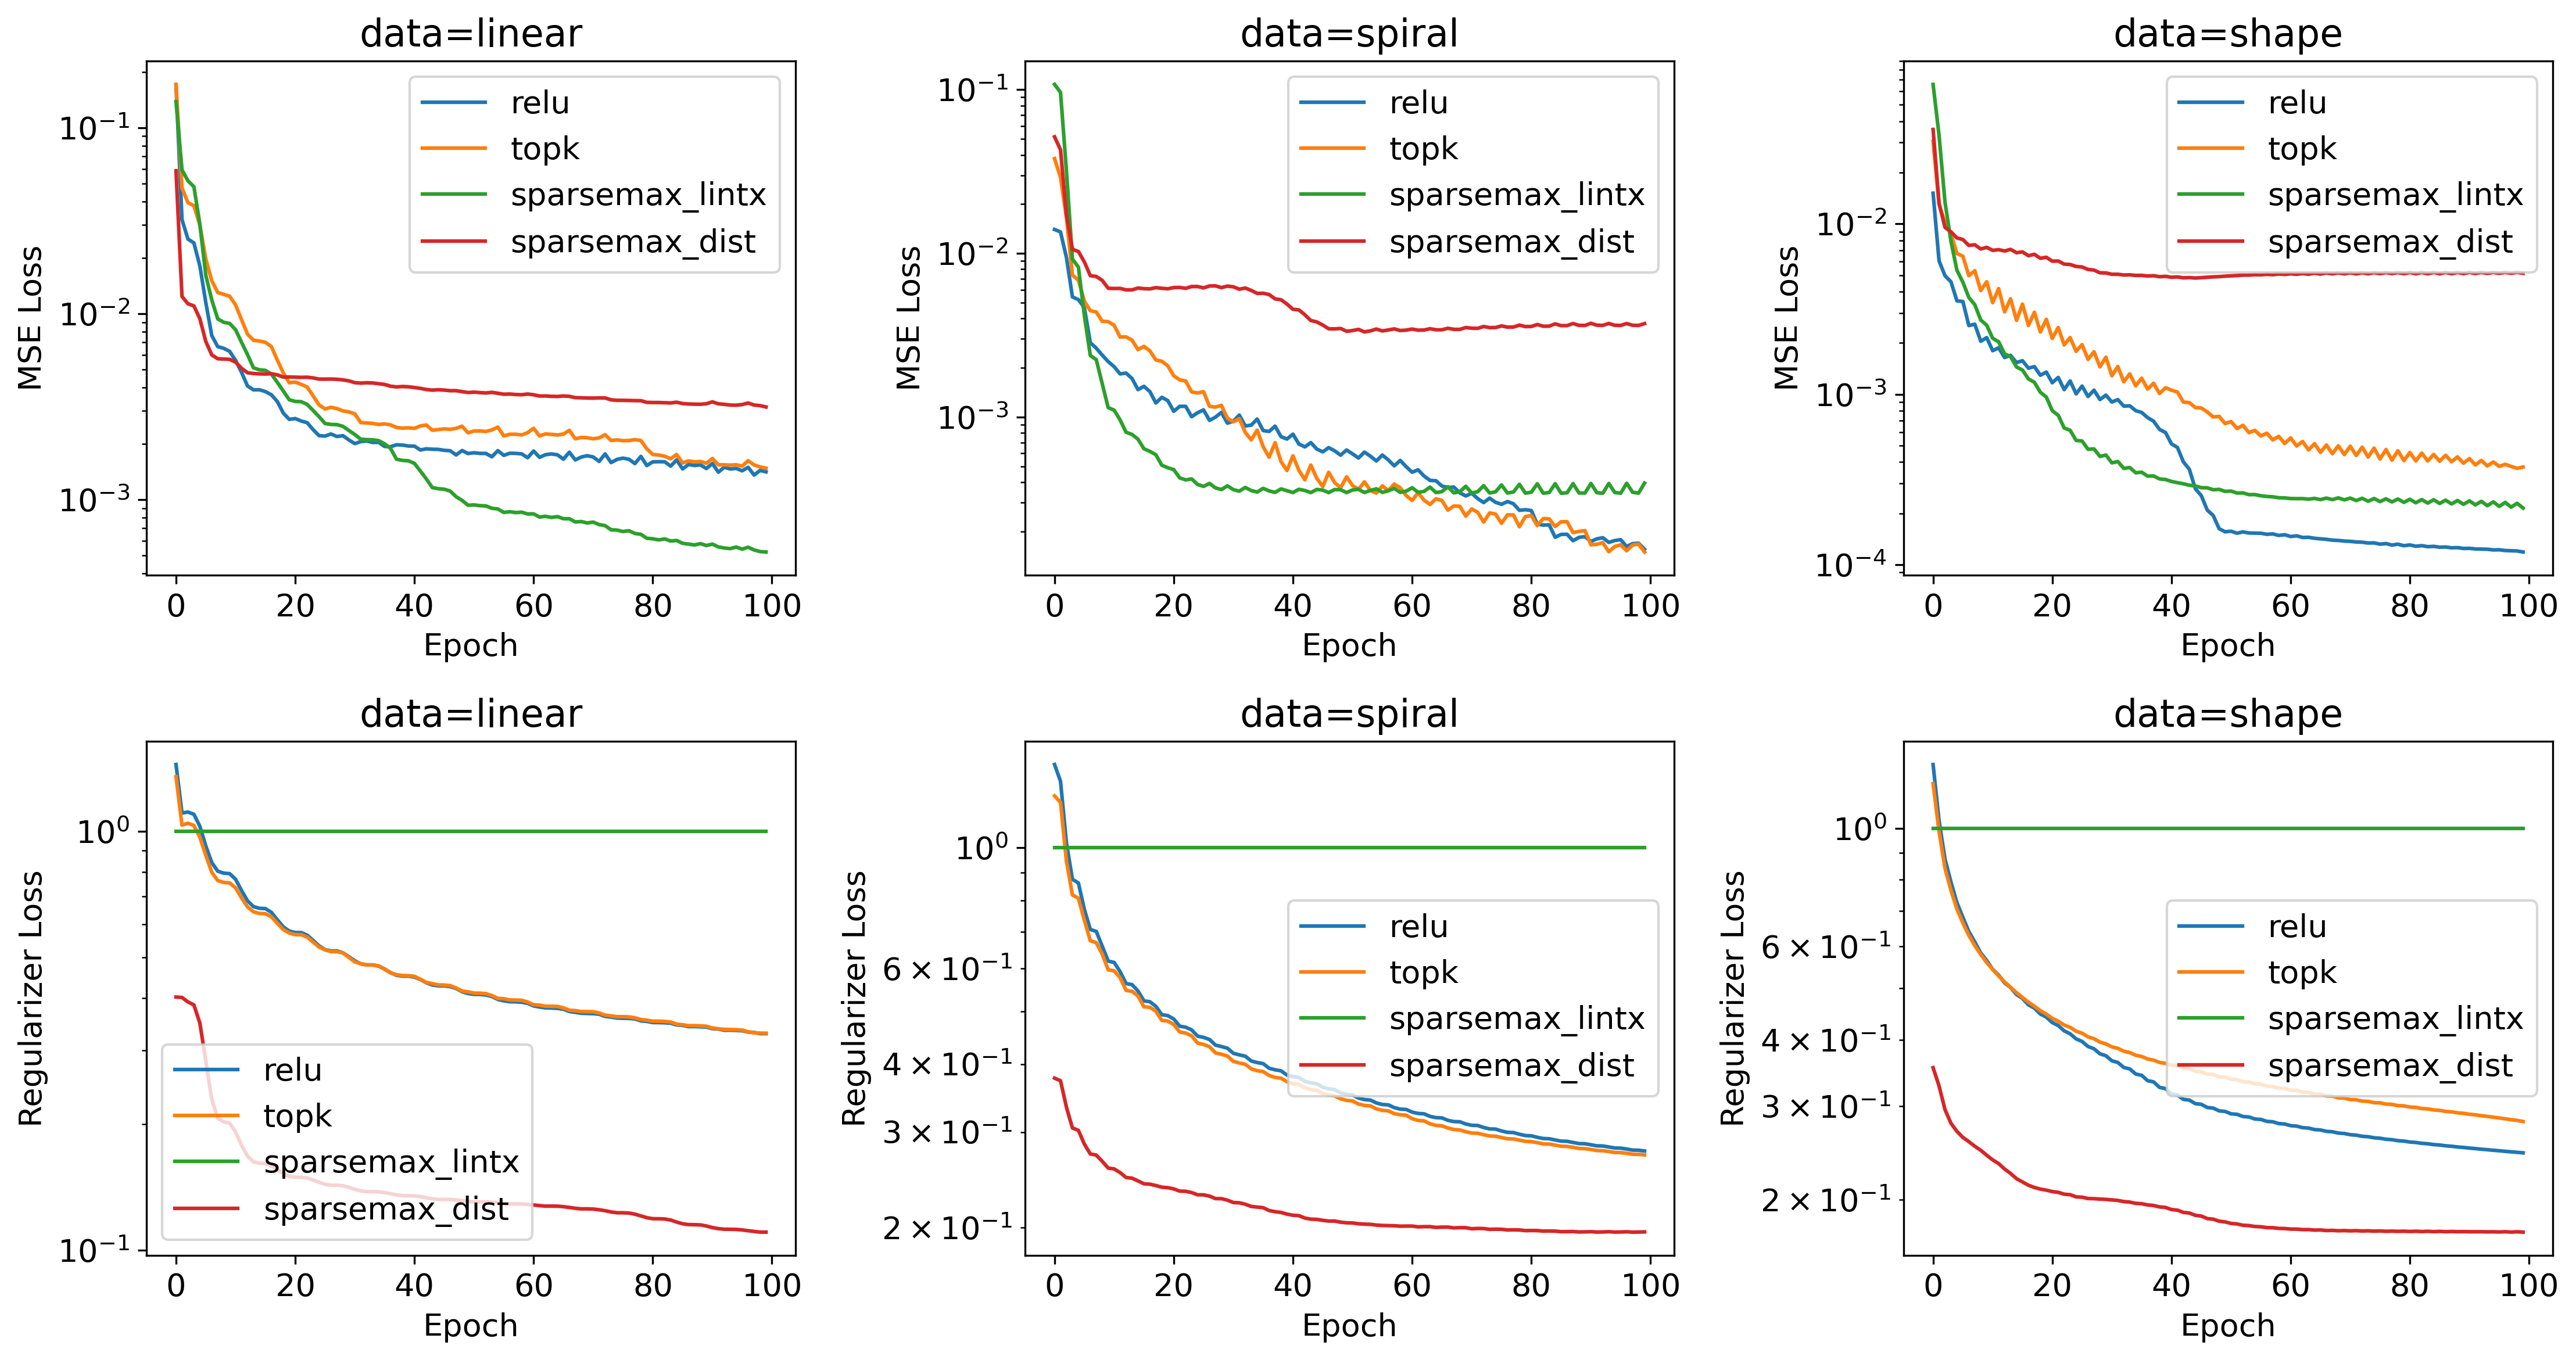 data=linear
MSE Loss
10⁻¹
10⁻²
10⁻³
relu
topk
sparsemax_lintx
sparsemax_dist
0 20 40 60 80 100
Epoch
data=spiral
MSE Loss
10⁻¹
10⁻²
10⁻³
relu
topk
sparsemax_lintx
sparsemax_dist
0 20 40 60 80 100
Epoch
data=shape
MSE Loss
10⁻²
10⁻³
10⁻⁴
relu
topk
sparsemax_lintx
sparsemax_dist
0 20 40 60 80 100
Epoch
data=linear
Regularizer Loss
10⁰
10⁻¹
relu
topk
sparsemax_lintx
sparsemax_dist
0 20 40 60 80 100
Epoch
data=spiral
Regularizer Loss
10⁰
6 × 10⁻¹
4 × 10⁻¹
3 × 10⁻¹
2 × 10⁻¹
relu
topk
sparsemax_lintx
sparsemax_dist
0 20 40 60 80 100
Epoch
data=shape
Regularizer Loss
10⁰
6 × 10⁻¹
4 × 10⁻¹
3 × 10⁻¹
2 × 10⁻¹
relu
topk
sparsemax_lintx
sparsemax_dist
0 20 40 60 80 100
Epoch